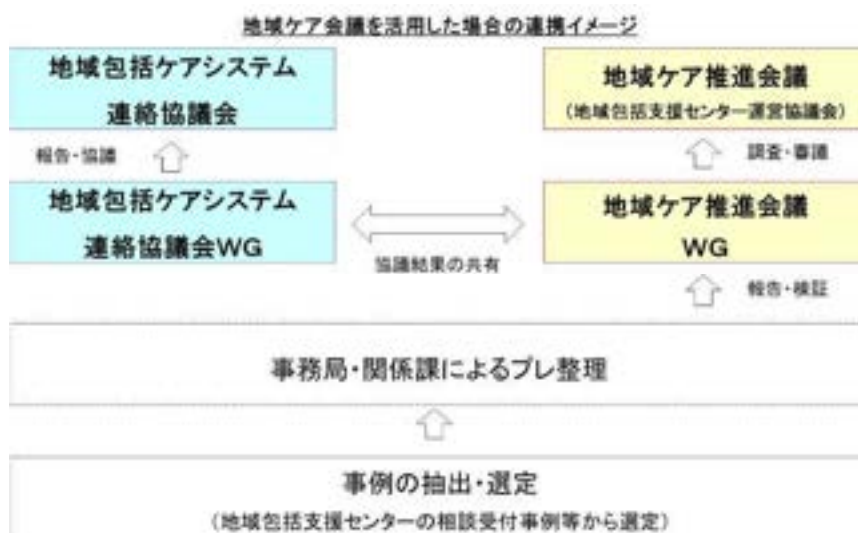 地域ケア会議を活用した場合の連携イメージ
地域包括ケアシステム
連絡協議会
地域ケア推進会議
(地域包括支援センター運営協議会)
報告・協議
調査・審議
地域包括ケアシステム
連絡協議会WG
協議結果の共有
地域ケア推進会議
WG
報告・検証
事務局・関係課によるプレ整理
事例の抽出・選定
(地域包括支援センターの相談受付事例等から選定)